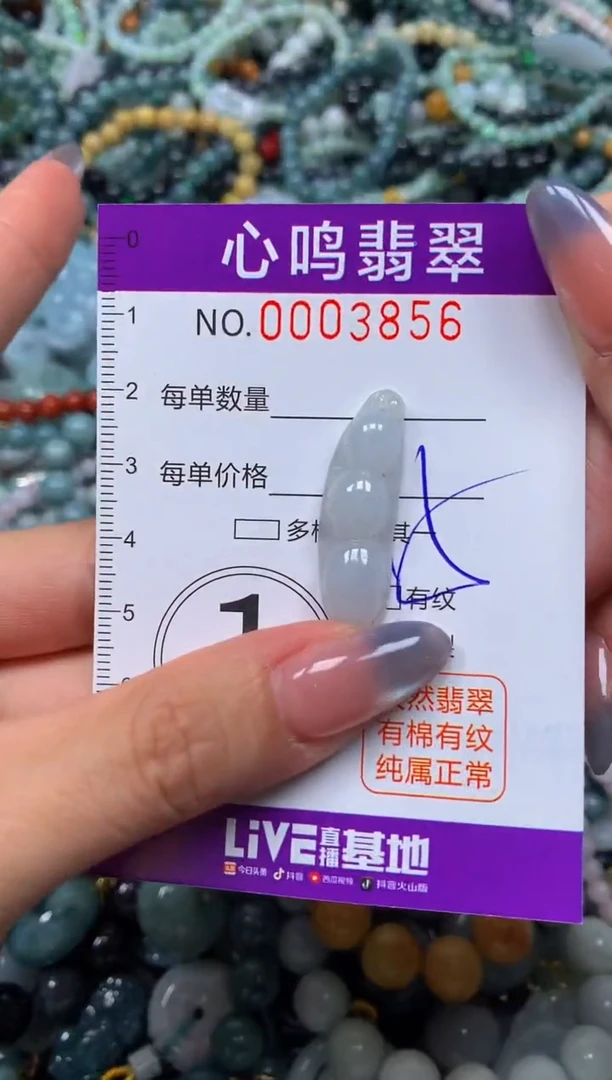 心鸣翡翠
0
1
NO.0003856
2
每单数量
3
每单价格
4
多 其一
5
有纹
1
然翡翠
有棉有纹
纯属正常
LiVE直播基地
今日头条 抖音 西瓜视频 抖音火山版